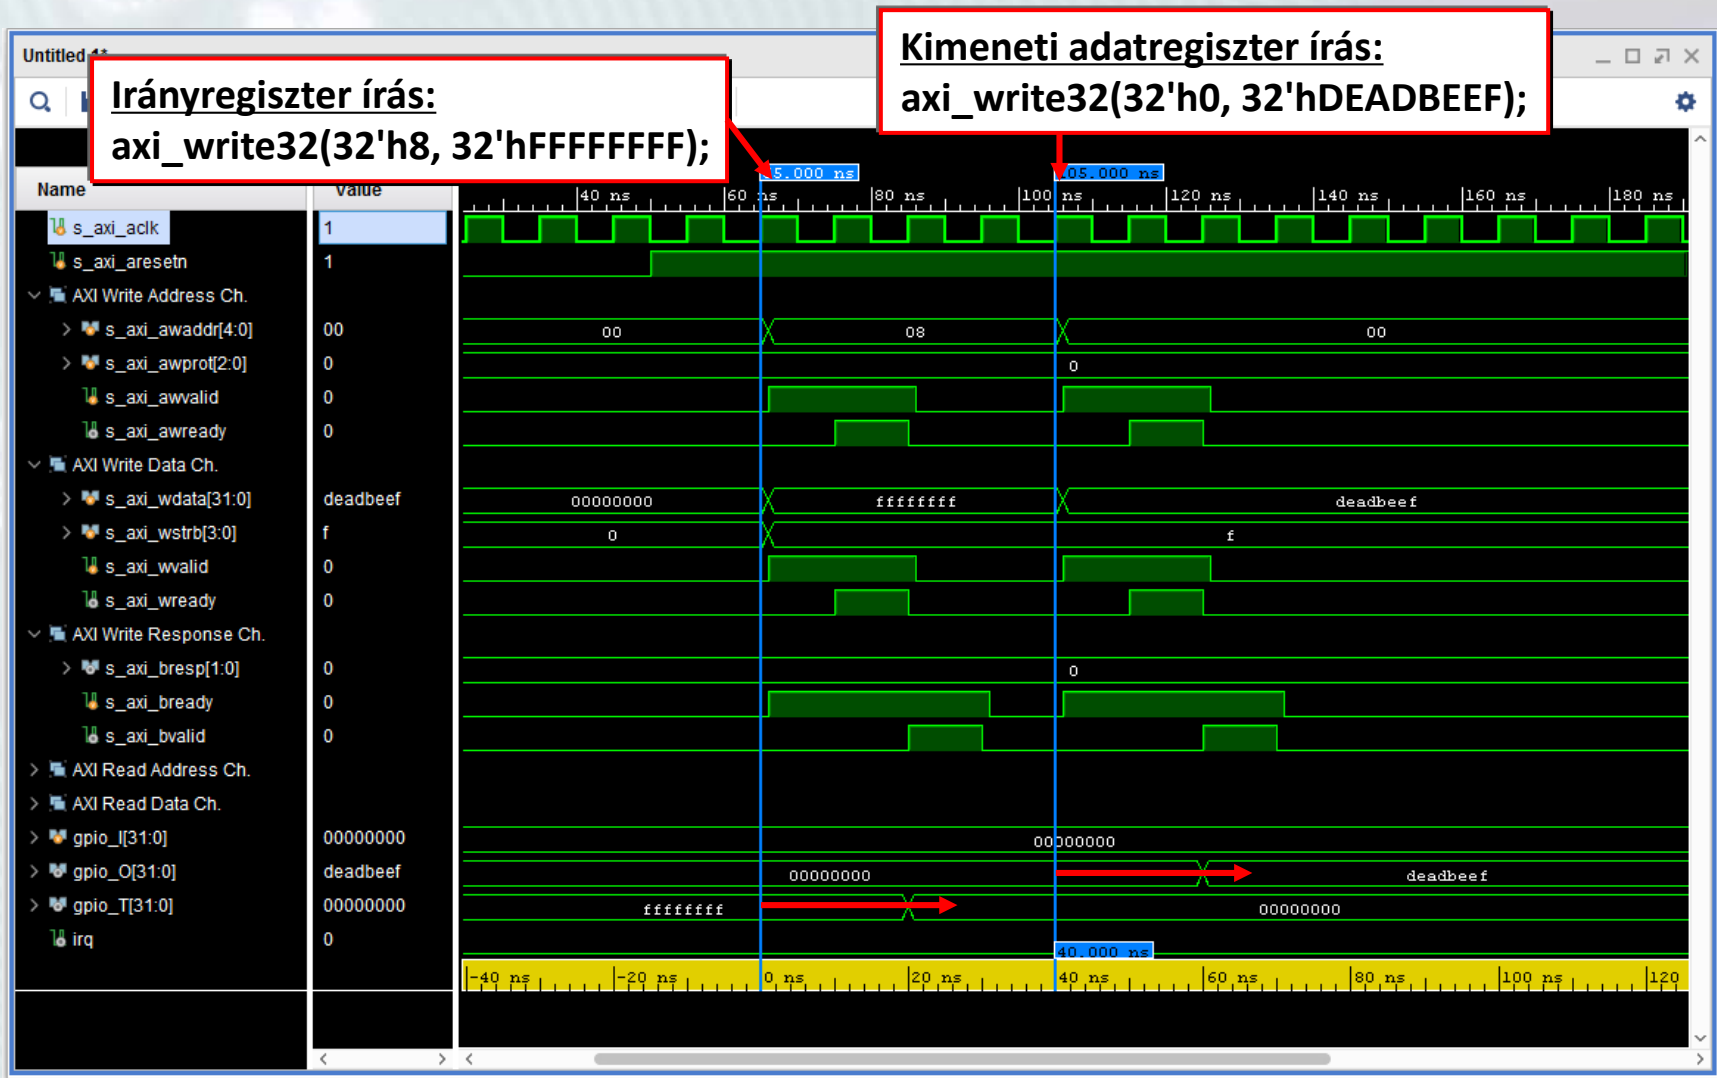 Untitled 1*
Irányregiszter írás:
axi_write32(32'h8, 32'hFFFFFFFF);
Kimeneti adatregiszter írás:
axi_write32(32'h0, 32'hDEADBEEF);
5.000 ns
05.000 ns
Name
Value
40 ns
60 ns
80 ns
100 ns
120 ns
140 ns
160 ns
180 ns
s_axi_aclk 1
s_axi_aresetn 1
AXI Write Address Ch.
s_axi_awaddr[4:0] 00 00 08 00
s_axi_awprot[2:0] 0 0
s_axi_awvalid 0
s_axi_awready 0
AXI Write Data Ch.
s_axi_wdata[31:0] deadbeef 00000000 ffffffff deadbeef
s_axi_wstrb[3:0] f 0 f
s_axi_wvalid 0
s_axi_wready 0
AXI Write Response Ch.
s_axi_bresp[1:0] 0 0
s_axi_bready 0
s_axi_bvalid 0
AXI Read Address Ch.
AXI Read Data Ch.
gpio_I[31:0] 00000000 00000000
gpio_O[31:0] deadbeef 00000000 deadbeef
gpio_T[31:0] 00000000 ffffffff 00000000
irq 0
40.000 ns
-40 ns -20 ns 0 ns 20 ns 40 ns 60 ns 80 ns 100 ns 120